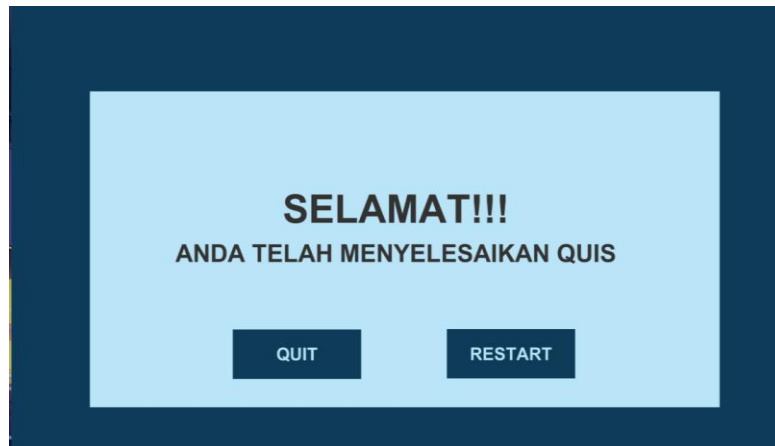 SELAMAT!!!
ANDA TELAH MENYELESAIKAN QUIS
QUIT
RESTART